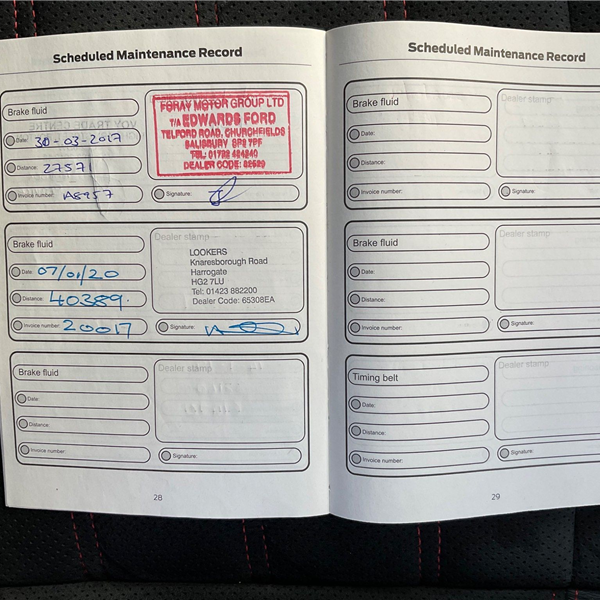 Scheduled Maintenance Record
Brake fluid
Date: 30-03-2017
Distance: 27571
Invoice number: 1A8957
FORAY MOTOR GROUP LTD
T/A EDWARDS FORD
TELFORD ROAD, CHURCHFIELDS
SALISBURY SP2 7PF
TEL: 01722
DEALER CODE:
Signature:
Brake fluid
Date: 07/01/20
Distance: 40389.
Invoice number: 20017
Dealer stamp
LOOKERS
Knaresborough Road
Harrogate
HG2 7LU
Tel: 01423 882200
Dealer Code: 65308EA
Signature:
Brake fluid
Date:
Distance:
Invoice number:
Dealer stamp
Signature:
28
Scheduled Maintenance Record
Brake fluid
Date:
Distance:
Invoice number:
Dealer stamp
Signature:
Brake fluid
Date:
Distance:
Invoice number:
Dealer stamp
Signature:
Timing belt
Date:
Distance:
Invoice number:
Dealer stamp
Signature:
29